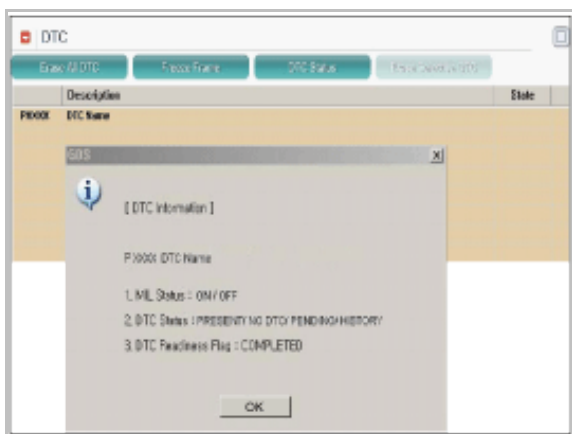 DTC
Erase All DTC Freeze Frame DTC Status
Description State
PXXXX DTC Name
GDS
[ DTC Information ]
PXXXX DTC Name
1. MIL Status : ON / OFF
2. DTC Status : PRESENT/ NO DTC/ PENDING/HISTORY
3. DTC Readiness Flag : COMPLETED
OK